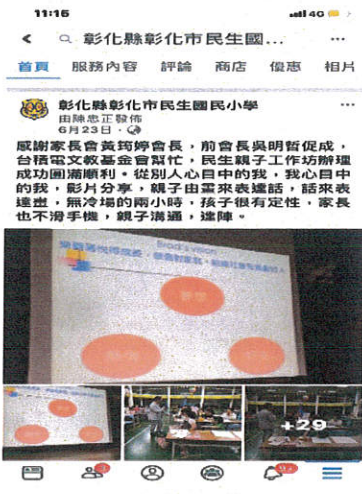 11:16
4G
彰化縣彰化市民生國...
首頁 服務內容 評論 商店 優惠 相片
彰化縣彰化市民生國民小學
由陳忠正發佈
6月23日
感謝家長會黃筠婷會長，前會長吳明哲促成，
台積電文教基金會幫忙，民生親子工作坊辦理
成功圓滿順利。從別人心目中的我，我心目中
的我，影片分享，親子由畫來表達話，話來表
達畫，無冷場的兩小時，孩子很有定性，家長
也不滑手機，親子溝通，達陣。
+29